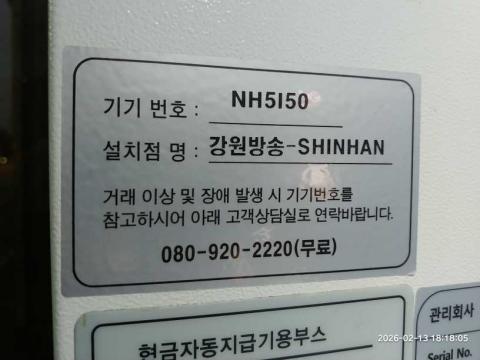 기기 번호 : NH5I50
설치점 명 : 강원방송-SHINHAN
거래 이상 및 장애 발생 시 기기번호를
참고하시어 아래 고객상담실로 연락바랍니다.
080-920-2220(무료)
현금자동지급기용부스
관리회사
Serial No.
2026-02-13 18:18:05